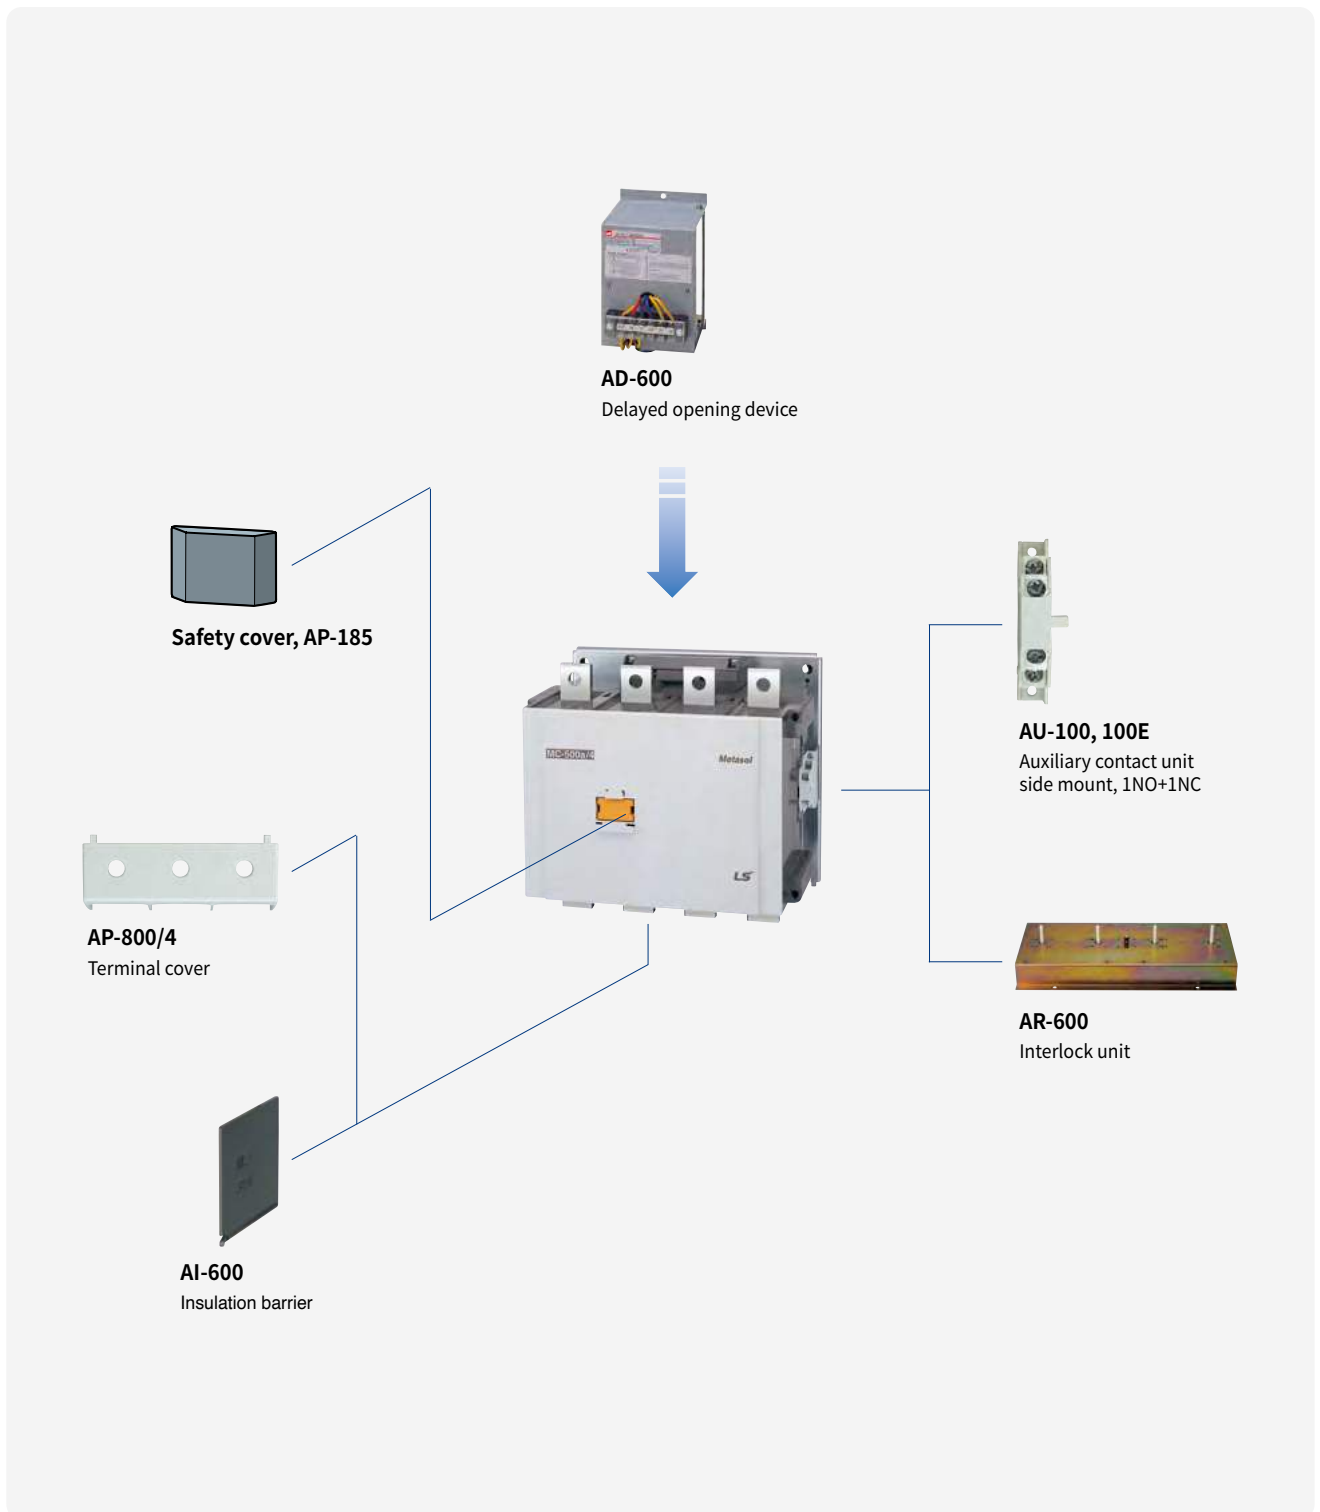 AD-600
Delayed opening device
Safety cover, AP-185
MC-500a/4
Metasol
LS
AU-100, 100E
Auxiliary contact unit
side mount, 1NO+1NC
AP-800/4
Terminal cover
AR-600
Interlock unit
AI-600
Insulation barrier